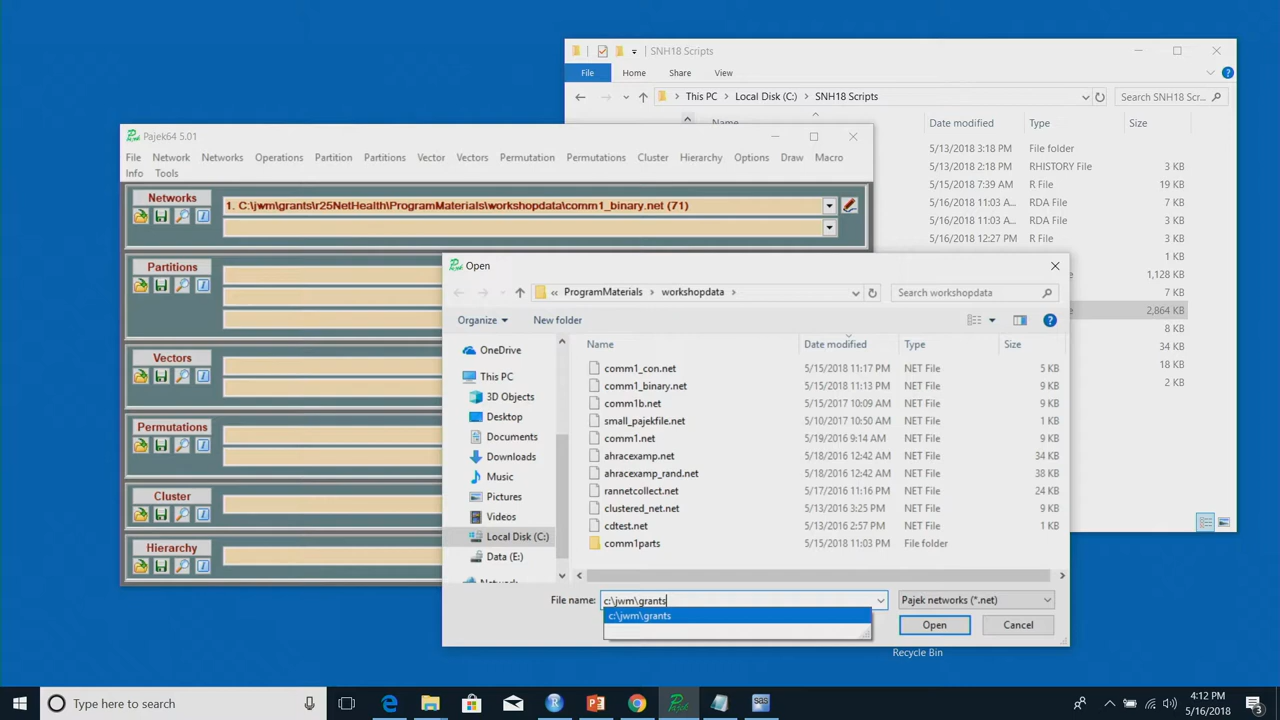 SNH18 Scripts
File Home Share View
This PC Local Disk (C:) SNH18 Scripts
Search SNH18 Scr...
Name Date modified Type Size
5/13/2018 3:18 PM File folder
5/13/2018 2:18 PM RHISTORY File 3 KB
5/15/2018 7:39 AM R File 19 KB
5/16/2018 11:03 A... RDA File 7 KB
5/16/2018 11:03 A... RDA File 220 KB
5/16/2018 12:27 PM R File 3 KB
1 KB
1,128 KB
7 KB
2,864 KB
8 KB
34 KB
18 KB
2 KB
Pajek64 5.01
File Network Networks Operations Partition Partitions Vector Vectors Permutation Permutations Cluster Hierarchy Options Draw Macro
Info Tools
Networks
1. C:\jwm\grants\r25NetHealth\ProgramMaterials\workshopdata\comm1_binary.net (71)
Partitions
Vectors
Permutations
Cluster
Hierarchy
Open
« ProgramMaterials workshopdata
Search workshopdata
Organize New folder
OneDrive
This PC
3D Objects
Desktop
Documents
Downloads
Music
Pictures
Videos
Local Disk (C:)
Data (E:)
Network
Name Date modified Type Size
comm1_con.net 5/15/2018 11:17 PM NET File 5 KB
comm1_binary.net 5/15/2018 11:13 PM NET File 9 KB
comm1b.net 5/15/2017 10:09 AM NET File 9 KB
small_pajekfile.net 5/10/2017 10:50 AM NET File 1 KB
comm1.net 5/19/2016 9:14 AM NET File 9 KB
ahracexamp.net 5/18/2016 12:42 AM NET File 34 KB
ahracexamp_rand.net 5/18/2016 12:42 AM NET File 38 KB
rannetcollect.net 5/17/2016 11:16 PM NET File 24 KB
clustered_net.net 5/13/2016 3:25 PM NET File 9 KB
cdtest.net 5/13/2016 2:57 PM NET File 1 KB
comm1parts 5/15/2018 11:03 PM File folder
File name: c:\jwm\grants
Pajek networks (*.net)
c:\jwm\grants
Open Cancel
Recycle Bin
Type here to search
sas
4:12 PM
5/16/2018
3